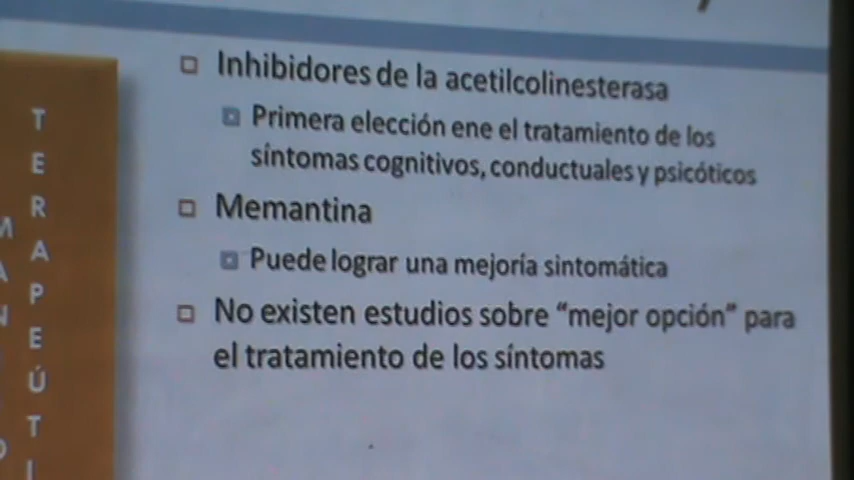 Inhibidores de la acetilcolinesterasa
Primera elección ene el tratamiento de los
síntomas cognitivos, conductuales y psicóticos
Memantina
Puede lograr una mejoría sintomática
No existen estudios sobre “mejor opción” para
el tratamiento de los síntomas
T
E
R
A
P
E
Ú
T
I